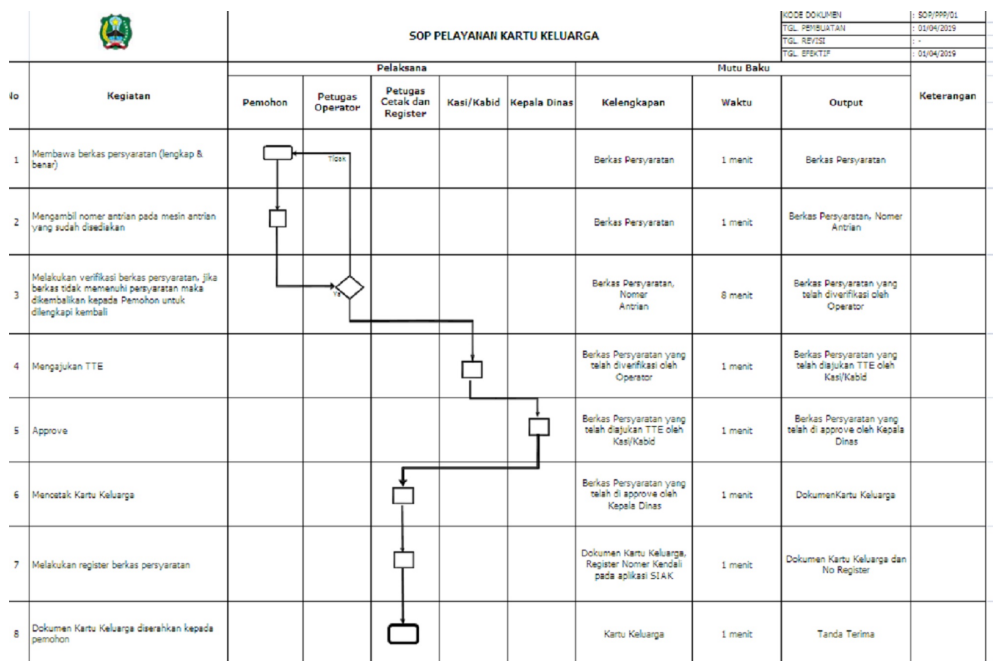 SOP PELAYANAN KARTU KELUARGA
KODE DOKUMEN : SOP/PPP/01
TGL. PEMBUATAN : 01/04/2019
TGL. REVISI : -
TGL. EFEKTIF : 01/04/2019
No Kegiatan Pelaksana Mutu Baku Keterangan
Pemohon Petugas Operator Petugas Cetak dan Register Kasi/Kabid Kepala Dinas Kelengkapan Waktu Output
1 Membawa berkas persyaratan (lengkap &
benar)
Tidak
Berkas Persyaratan 1 menit Berkas Persyaratan
2 Mengambil nomer antrian pada mesin antrian
yang sudah disediakan
Berkas Persyaratan 1 menit Berkas Persyaratan, Nomer
Antrian
3 Melakukan verifikasi berkas persyaratan, jika
berkas tidak memenuhi persyaratan maka
dikembalikan kepada Pemohon untuk
dilengkapi kembali
Ya
Berkas Persyaratan,
Nomer
Antrian
8 menit
Berkas Persyaratan yang
telah diverifikasi oleh
Operator
4 Mengajukan TTE
Berkas Persyaratan yang
telah diverifikasi oleh
Operator
1 menit
Berkas Persyaratan yang
telah diajukan TTE oleh
Kasi/Kabid
5 Approve
Berkas Persyaratan yang
telah diajukan TTE oleh
Kasi/Kabid
1 menit
Berkas Persyaratan yang
telah di approve oleh Kepala
Dinas
6 Mencetak Kartu Keluarga
Berkas Persyaratan yang
telah di approve oleh
Kepala Dinas
1 menit
DokumenKartu Keluarga
7 Melakukan register berkas persyaratan
Dokumen Kartu Keluarga,
Register Nomer Kendali
pada aplikasi SIAK
1 menit
Dokumen Kartu Keluarga dan
No Register
8 Dokumen Kartu Keluarga diserahkan kepada
pemohon
Kartu Keluarga 1 menit Tanda Terima